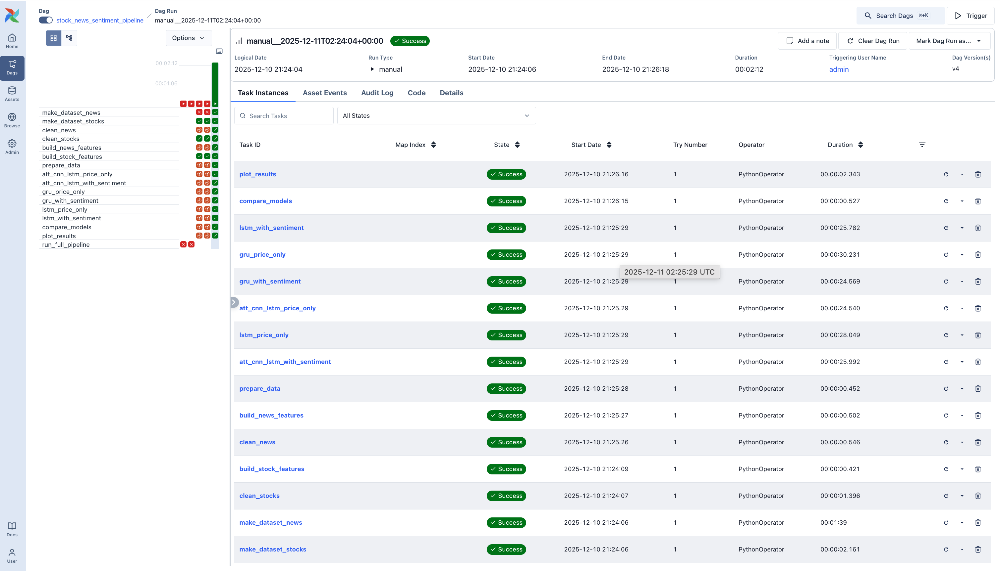 Dag
stock_news_sentiment_pipeline
/
Dag Run
manual__2025-12-11T02:24:04+00:00
Search Dags ⌘+K
Trigger
Home
Dags
Assets
Browse
Admin
Docs
User
Options
00:02:12
00:01:06
make_dataset_news
make_dataset_stocks
clean_news
clean_stocks
build_news_features
build_stock_features
prepare_data
att_cnn_lstm_price_only
att_cnn_lstm_with_sentiment
gru_price_only
gru_with_sentiment
lstm_price_only
lstm_with_sentiment
compare_models
plot_results
run_full_pipeline
manual__2025-12-11T02:24:04+00:00 Success
Add a note Clear Dag Run Mark Dag Run as...
Logical Date Run Type Start Date End Date Duration Triggering User Name Dag Version(s)
2025-12-10 21:24:04 manual 2025-12-10 21:24:06 2025-12-10 21:26:18 00:02:12 admin v4
Task Instances Asset Events Audit Log Code Details
Search Tasks All States
Task ID Map Index State Start Date Try Number Operator Duration
plot_results Success 2025-12-10 21:26:16 1 PythonOperator 00:00:02.343
compare_models Success 2025-12-10 21:26:15 1 PythonOperator 00:00:00.527
lstm_with_sentiment Success 2025-12-10 21:25:29 1 PythonOperator 00:00:25.782
gru_price_only Success 2025-12-10 21:25:29 1 PythonOperator 00:00:30.231
2025-12-11 02:25:29 UTC
gru_with_sentiment Success 2025-12-10 21:25:29 1 PythonOperator 00:00:24.569
att_cnn_lstm_price_only Success 2025-12-10 21:25:29 1 PythonOperator 00:00:24.540
lstm_price_only Success 2025-12-10 21:25:29 1 PythonOperator 00:00:28.049
att_cnn_lstm_with_sentiment Success 2025-12-10 21:25:29 1 PythonOperator 00:00:25.992
prepare_data Success 2025-12-10 21:25:28 1 PythonOperator 00:00:00.452
build_news_features Success 2025-12-10 21:25:27 1 PythonOperator 00:00:00.502
clean_news Success 2025-12-10 21:25:26 1 PythonOperator 00:00:00.546
build_stock_features Success 2025-12-10 21:24:09 1 PythonOperator 00:00:00.421
clean_stocks Success 2025-12-10 21:24:07 1 PythonOperator 00:00:01.396
make_dataset_news Success 2025-12-10 21:24:06 1 PythonOperator 00:01:39
make_dataset_stocks Success 2025-12-10 21:24:06 1 PythonOperator 00:00:02.161